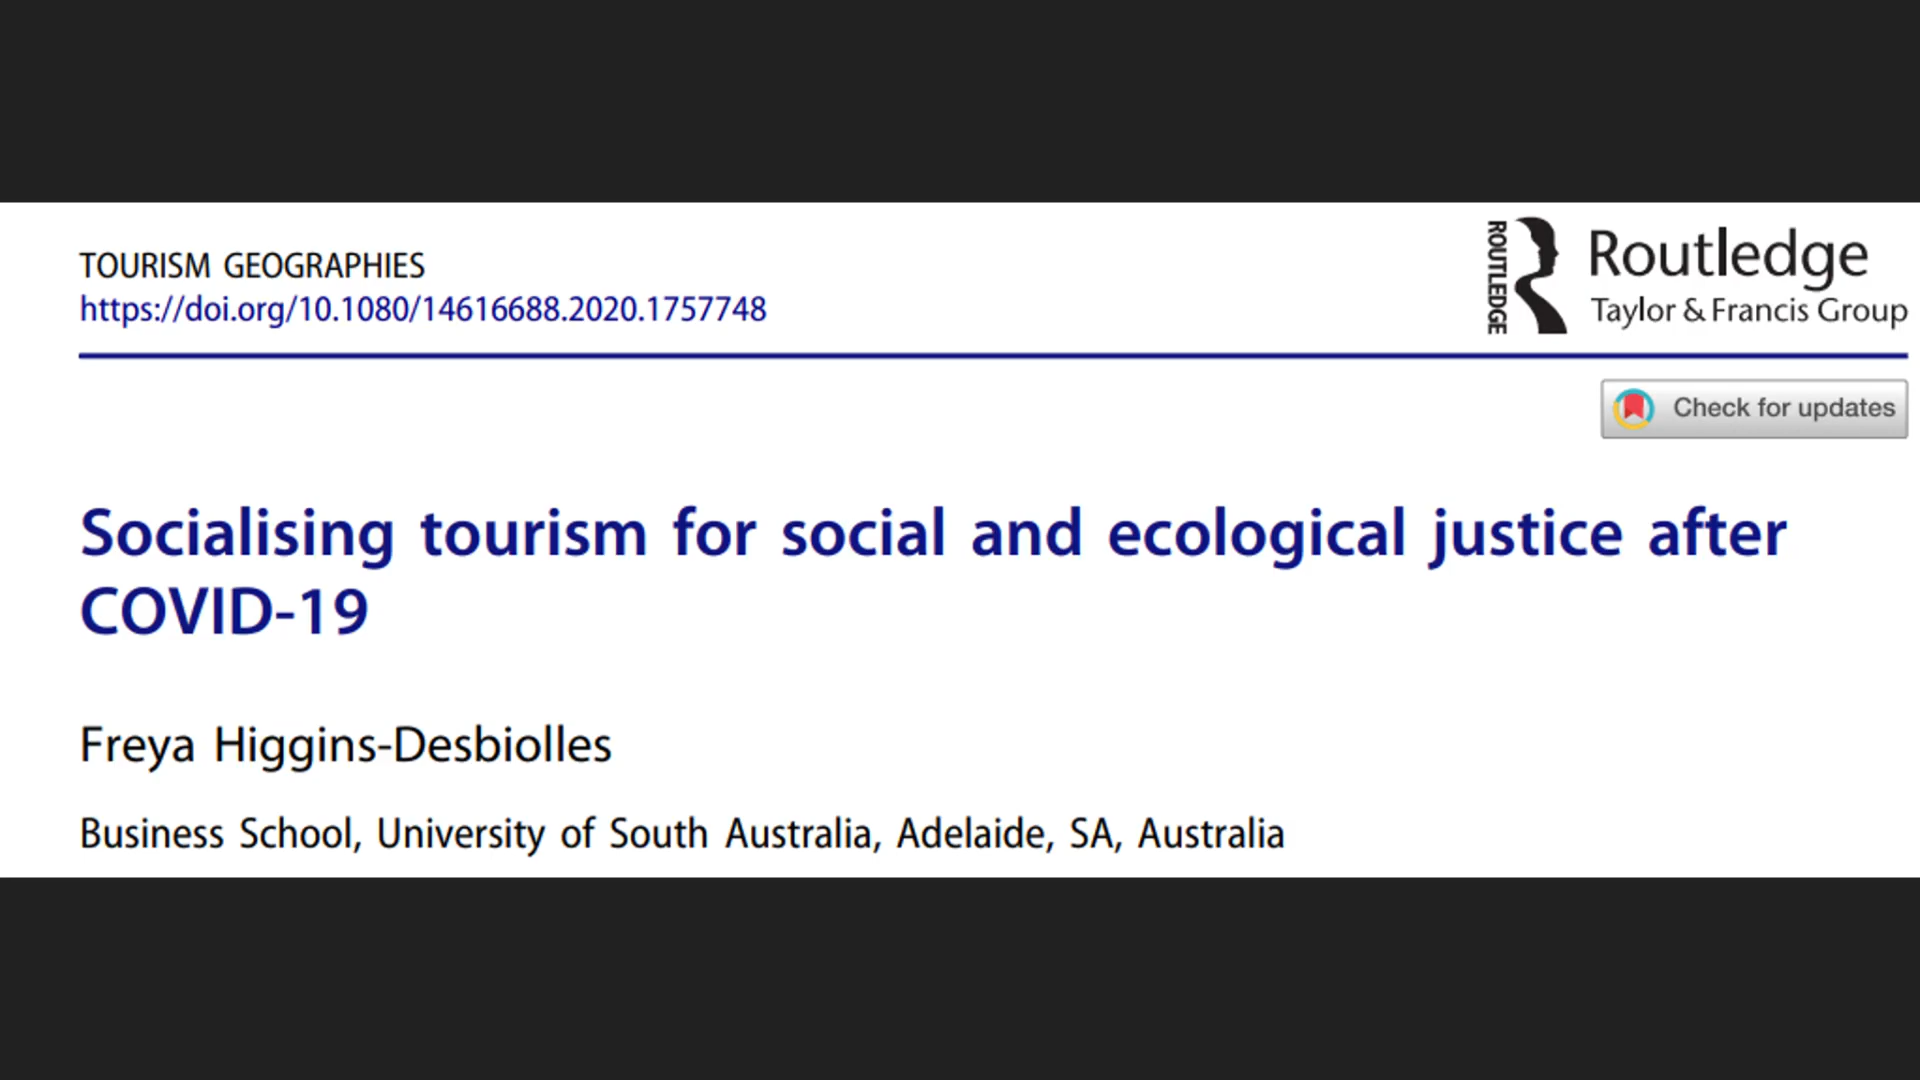 TOURISM GEOGRAPHIES
https://doi.org/10.1080/14616688.2020.1757748
ROUTLEDGE
Routledge
Taylor & Francis Group
Check for updates
Socialising tourism for social and ecological justice after
COVID-19
Freya Higgins-Desbiolles
Business School, University of South Australia, Adelaide, SA, Australia